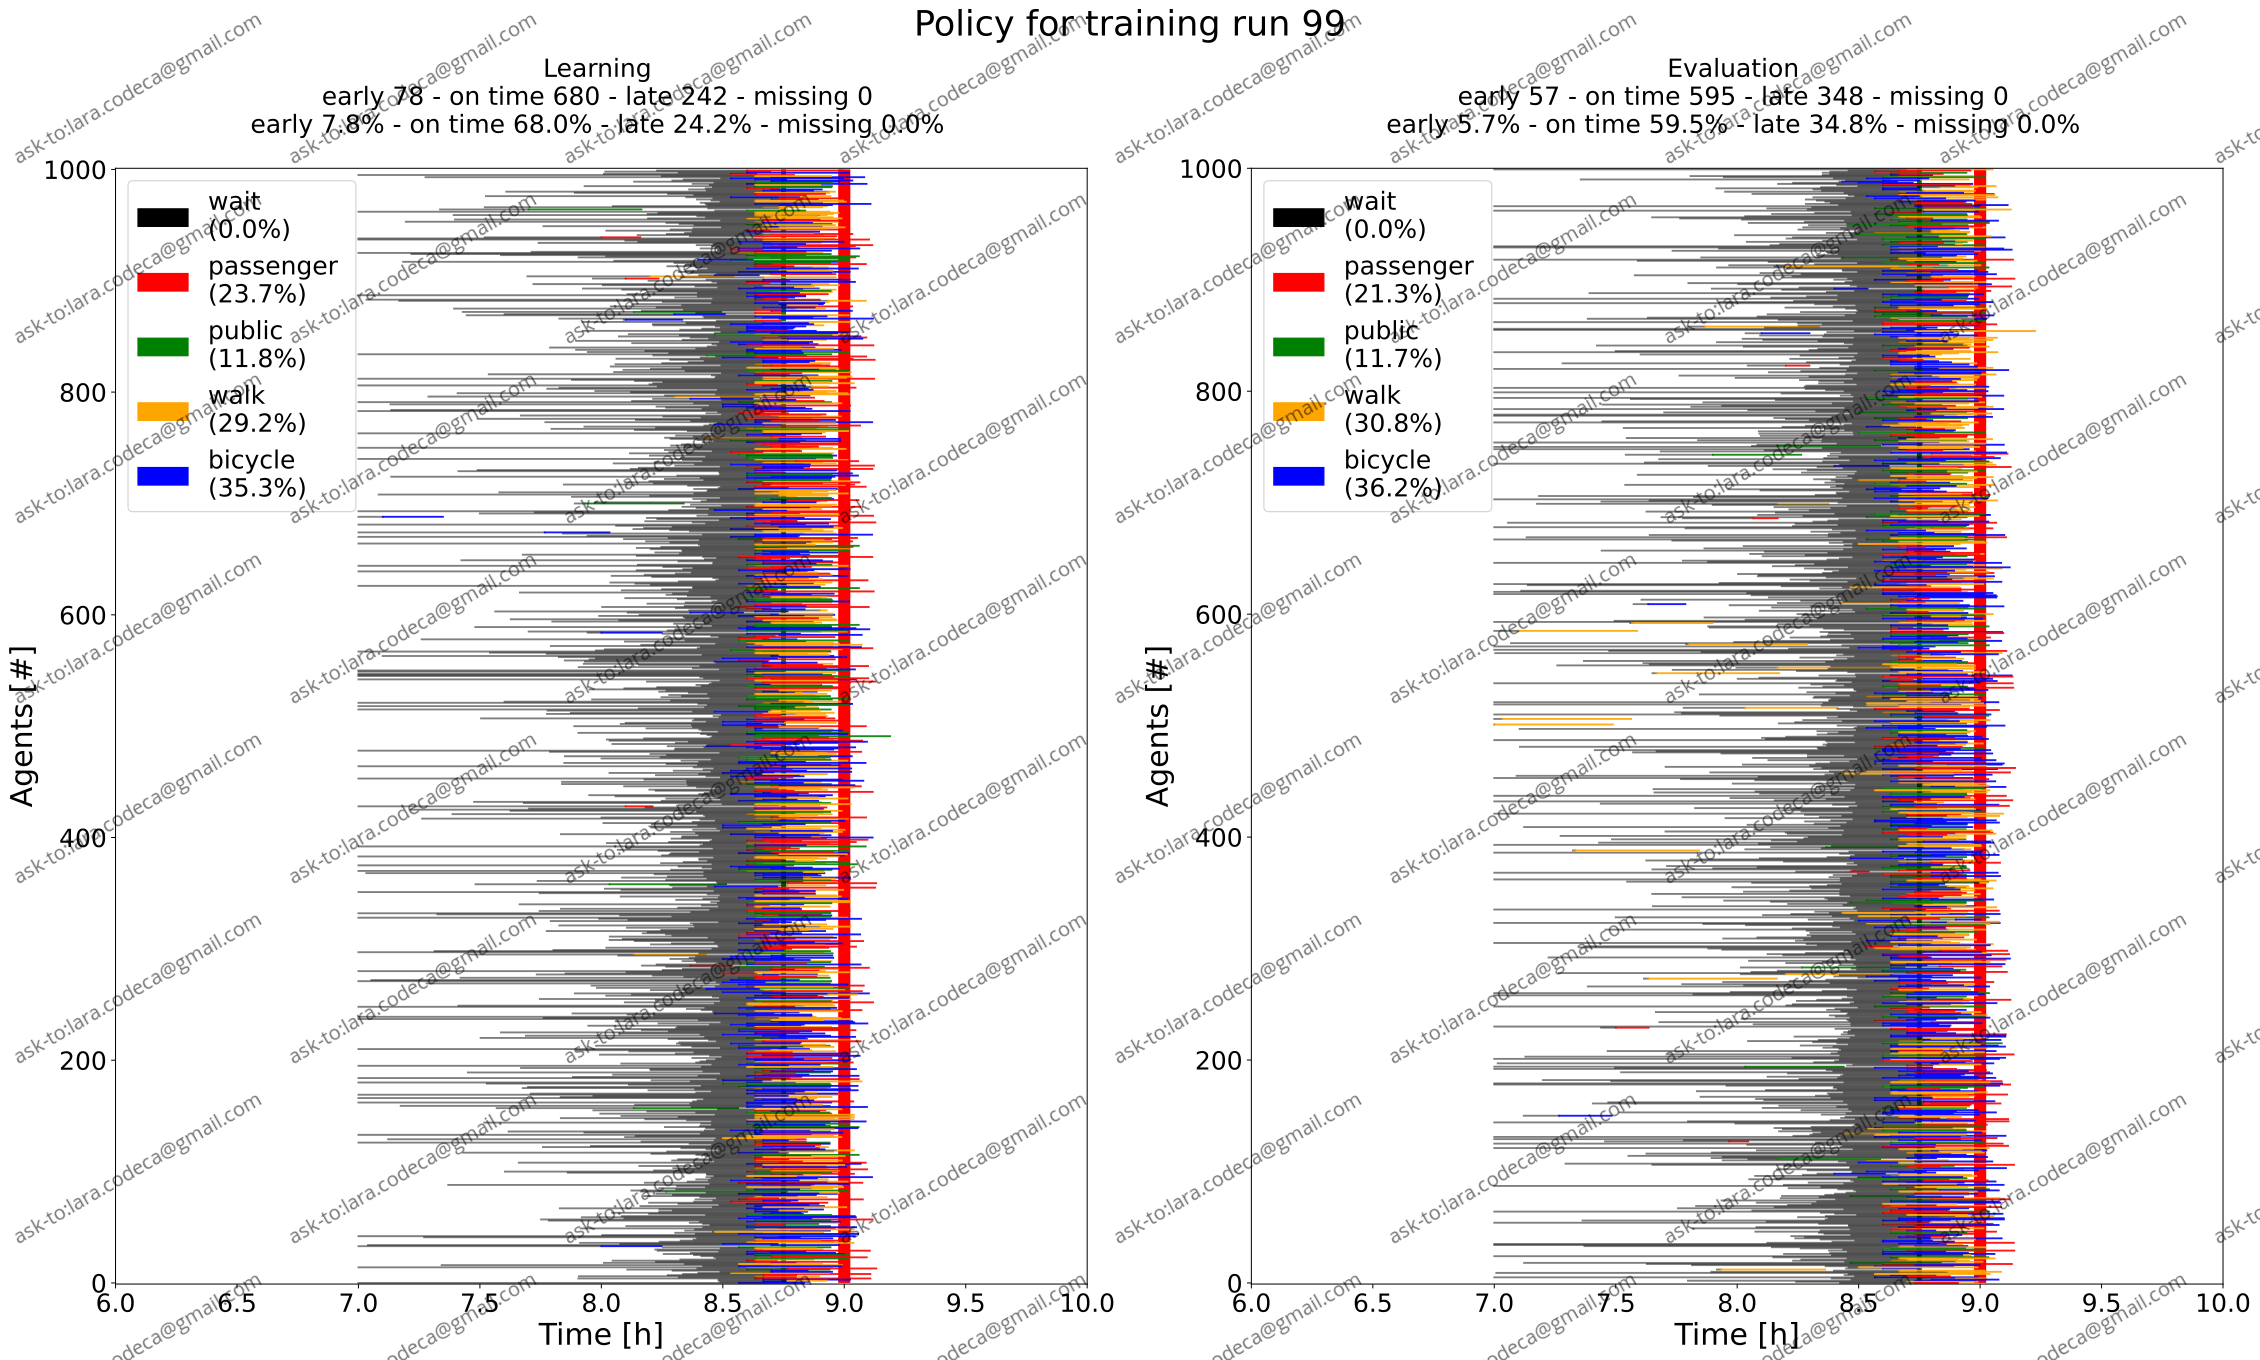 Policy for training run 99
Learning
early 78 - on time 680 - late 242 - missing 0
early 7.8% - on time 68.0% - late 24.2% - missing 0.0%
1000
800
600
400
200
0
Agents [#]
wait
(0.0%)
passenger
(23.7%)
public
(11.8%)
walk
(29.2%)
bicycle
(35.3%)
6.0 6.5 7.0 7.5 8.0 8.5 9.0 9.5 10.0
Time [h]
Evaluation
early 57 - on time 595 - late 348 - missing 0
early 5.7% - on time 59.5% - late 34.8% - missing 0.0%
1000
800
600
400
200
0
Agents [#]
wait
(0.0%)
passenger
(21.3%)
public
(11.7%)
walk
(30.8%)
bicycle
(36.2%)
6.0 6.5 7.0 7.5 8.0 8.5 9.0 9.5 10.0
Time [h]
ask-to:lara.codeca@gmail.com